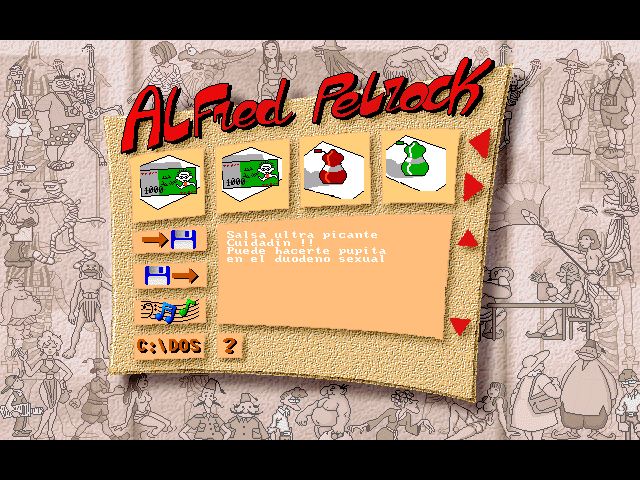 ALFred PelrocK
1000
1000
Salsa ultra picante
Cuidadin !!
Puede hacerte pupita
en el duodeno sexual
C:\DOS ?